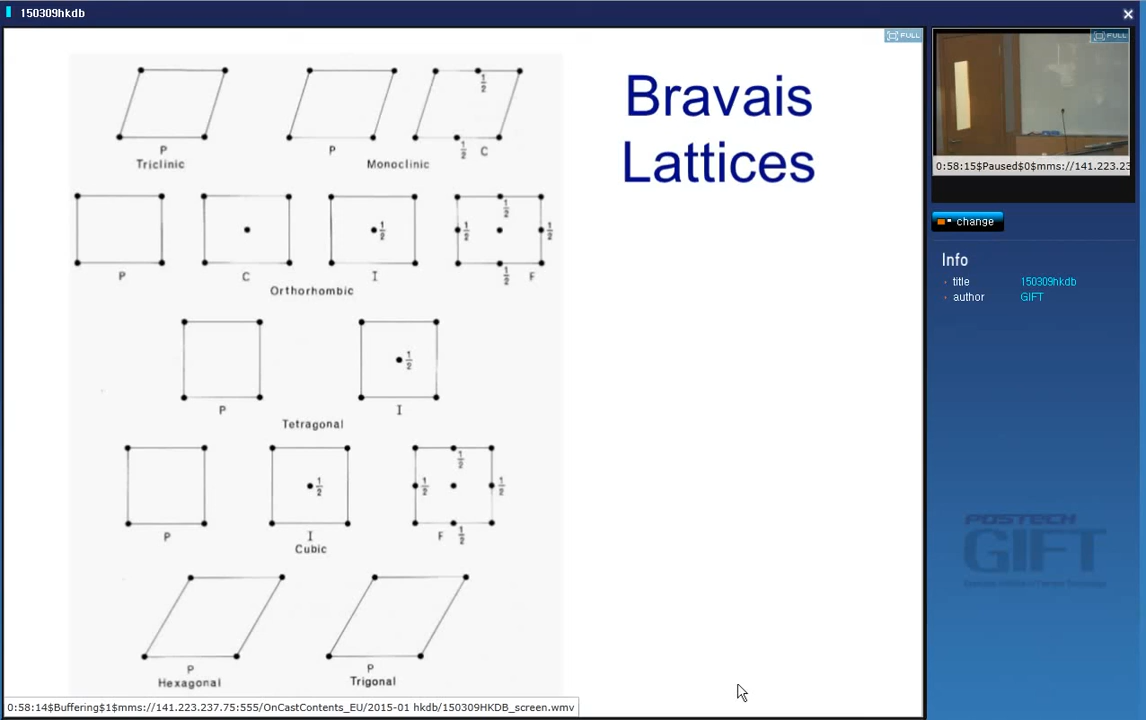 150309hkdb
FULL
FULL
Bravais
Lattices
P
Triclinic
P
1/2
1/2
C
Monoclinic
P
C
1/2
I
1/2
1/2
1/2
1/2
F
Orthorhombic
P
1/2
I
Tetragonal
P
1/2
I
Cubic
1/2
1/2
1/2
F 1/2
P
Hexagonal
P
Trigonal
0:58:15$Paused$0$mms://141.223.23
change
Info
title 150309hkdb
author GIFT
POSTECH
GIFT
0:58:14$Buffering$1$mms://141.223.237.75:555/OnCastContents_EU/2015-01 hkdb/150309HKDB_screen.wmv